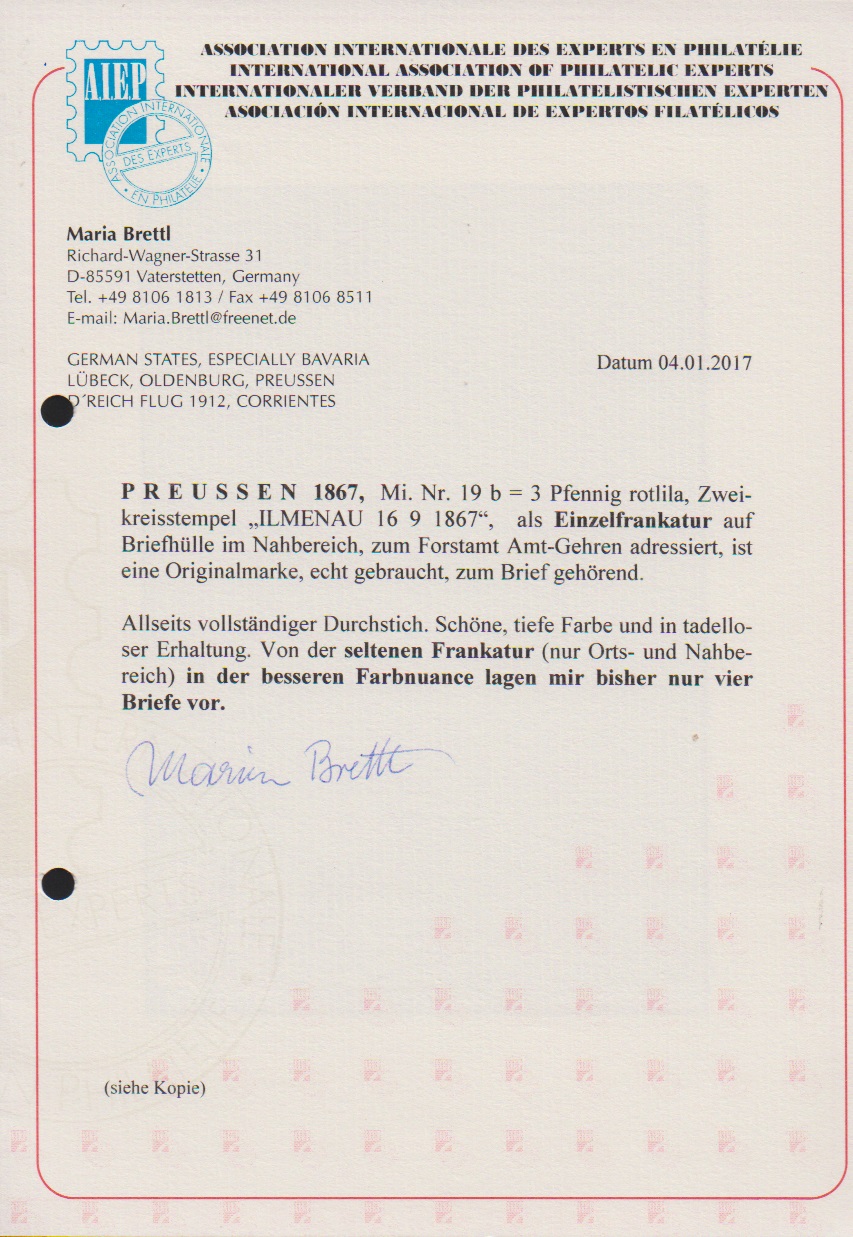 ASSOCIATION INTERNATIONALE DES EXPERTS EN PHILATÉLIE
INTERNATIONAL ASSOCIATION OF PHILATELIC EXPERTS
INTERNATIONALER VERBAND DER PHILATELISTISCHEN EXPERTEN
ASOCIACIÓN INTERNACIONAL DE EXPERTOS FILATÉLICOS
AIEP
ASSOCIATION INTERNATIONALE
DES EXPERTS
• EN PHILATELIE •
Maria Brettl
Richard-Wagner-Strasse 31
D-85591 Vaterstetten, Germany
Tel. +49 8106 1813 / Fax +49 8106 8511
E-mail: Maria.Brettl@freenet.de
GERMAN STATES, ESPECIALLY BAVARIA
LÜBECK, OLDENBURG, PREUSSEN
D´REICH FLUG 1912, CORRIENTES
Datum 04.01.2017
P R E U S S E N 1867, Mi. Nr. 19 b = 3 Pfennig rotlila, Zwei-
kreisstempel „ILMENAU 16 9 1867“, als Einzelfrankatur auf
Briefhülle im Nahbereich, zum Forstamt Amt-Gehren adressiert, ist
eine Originalmarke, echt gebraucht, zum Brief gehörend.
Allseits vollständiger Durchstich. Schöne, tiefe Farbe und in tadello-
ser Erhaltung. Von der seltenen Frankatur (nur Orts- und Nahbe-
reich) in der besseren Farbnuance lagen mir bisher nur vier
Briefe vor.
Maria Brettl
(siehe Kopie)